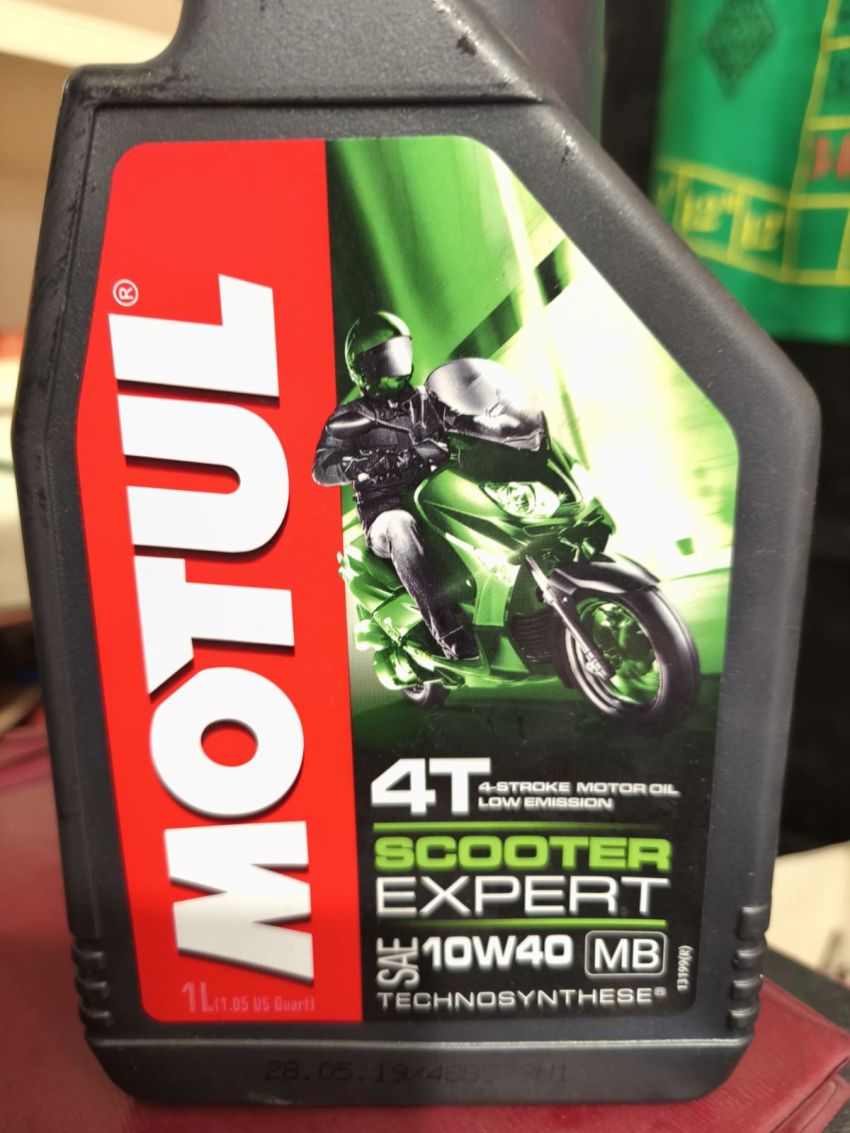 MOTUL®
4T
4-STROKE MOTOR OIL
LOW EMISSION
SCOOTER
EXPERT
SAE 10W40 MB
TECHNOSYNTHESE®
13199(R)
1L (1.05 US Quart)